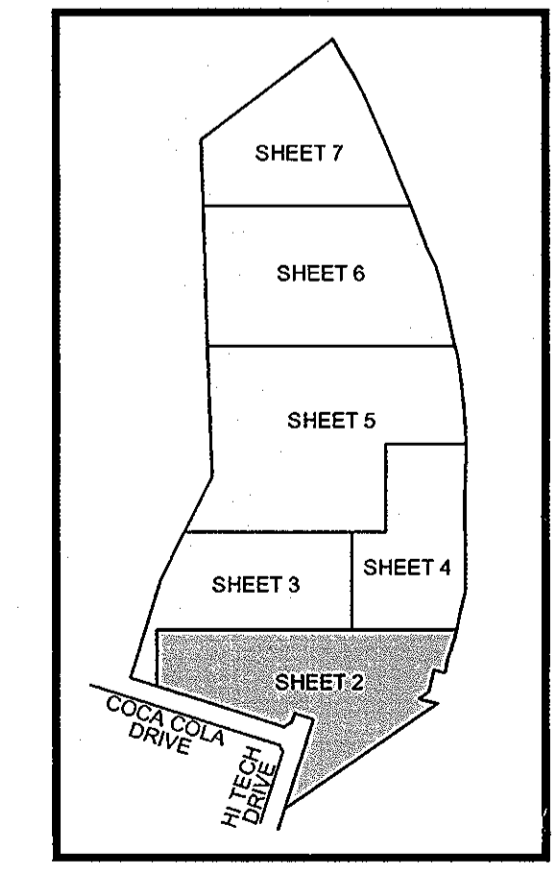 SHEET 7
SHEET 6
SHEET 5
SHEET 4
SHEET 3
SHEET 2
COCA COLA
DRIVE
HI TECH
DRIVE